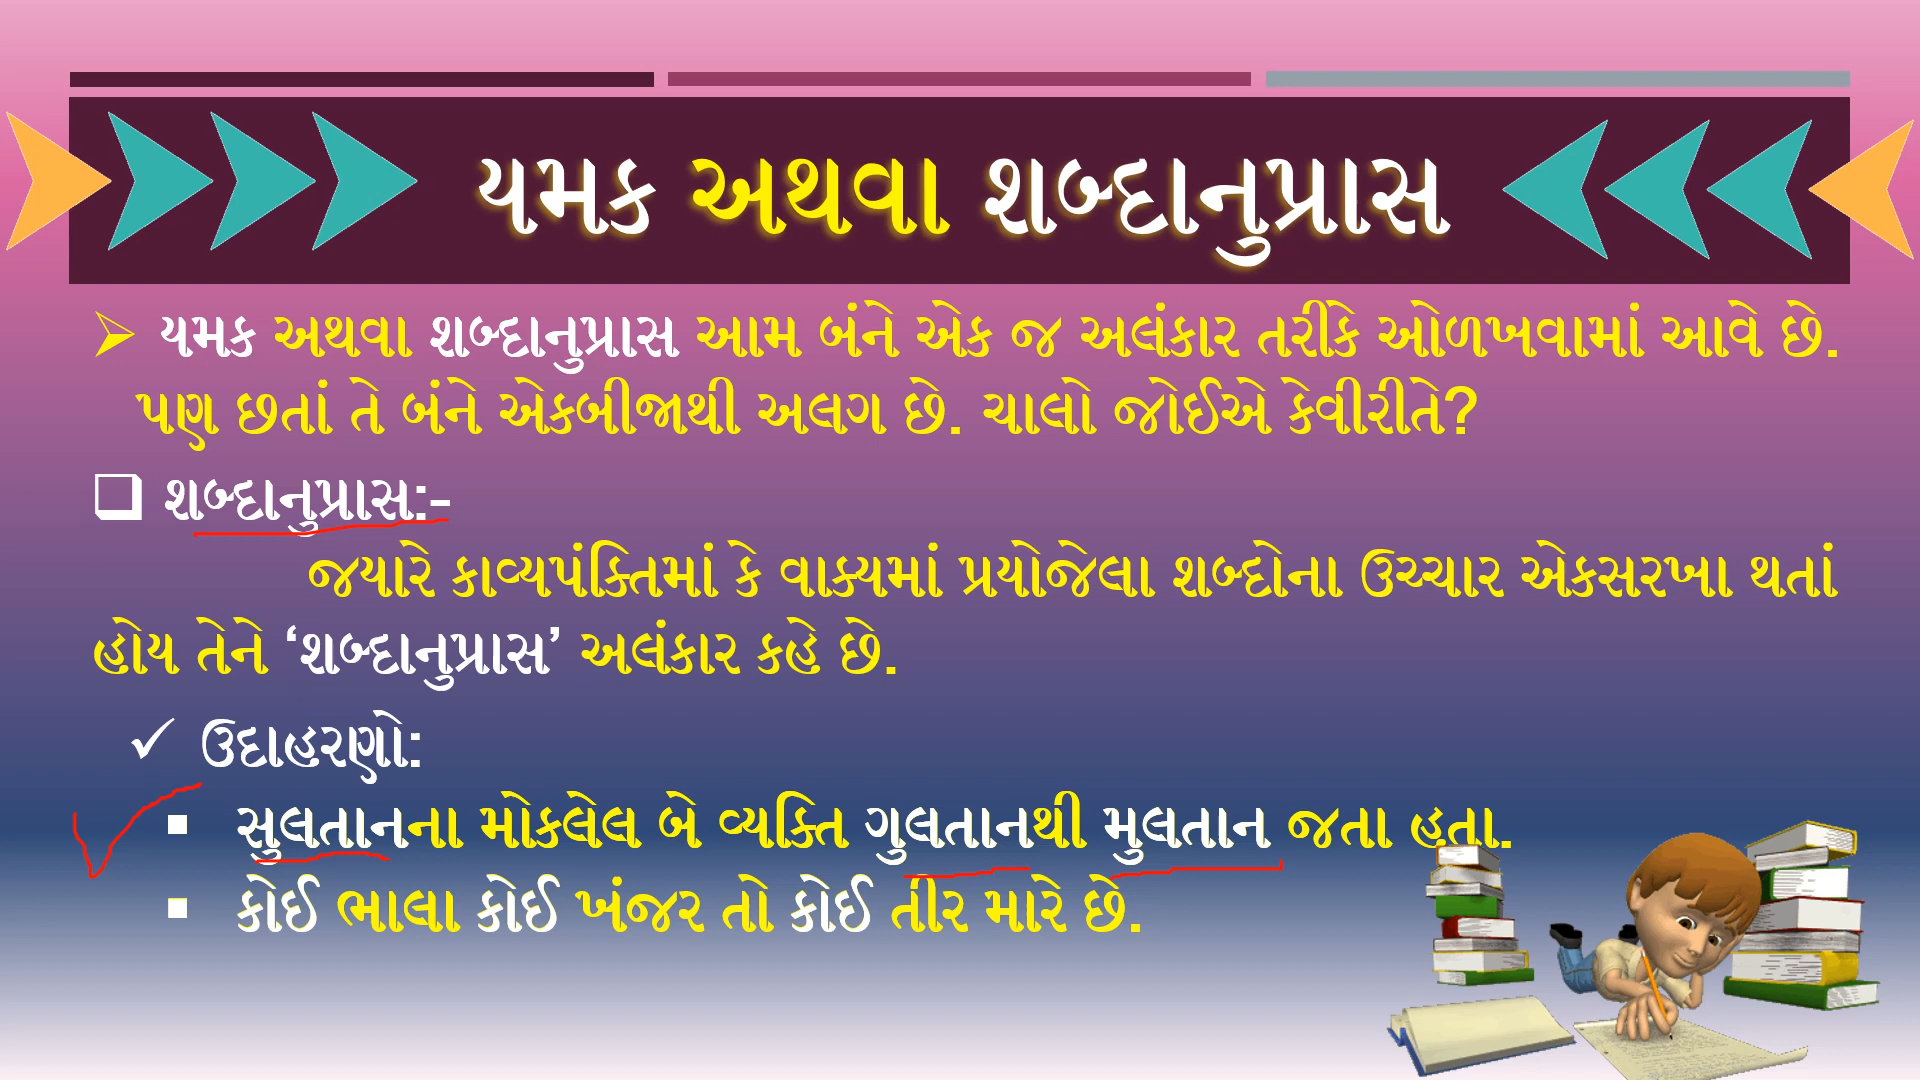 યમક અથવા શબ્દાનુપ્રાસ
યમક અથવા શબ્દાનુપ્રાસ આમ બંને એક જ અલંકાર તરીકે ઓળખવામાં આવે છે.
પણ છતાં તે બંને એકબીજાથી અલગ છે. ચાલો જોઈએ કેવીરીતે?
શબ્દાનુપ્રાસ:-
જયારે કાવ્યપંક્તિમાં કે વાક્યમાં પ્રયોજેલા શબ્દોના ઉચ્ચાર એકસરખા થતાં
હોય તેને ‘શબ્દાનુપ્રાસ’ અલંકાર કહે છે.
✓ ઉદાહરણો:
▪ સુલતાનના મોકલેલ બે વ્યક્તિ ગુલતાનથી મુલતાન જતા હતા.
▪ કોઈ ભાલા કોઈ ખંજર તો કોઈ તીર મારે છે.